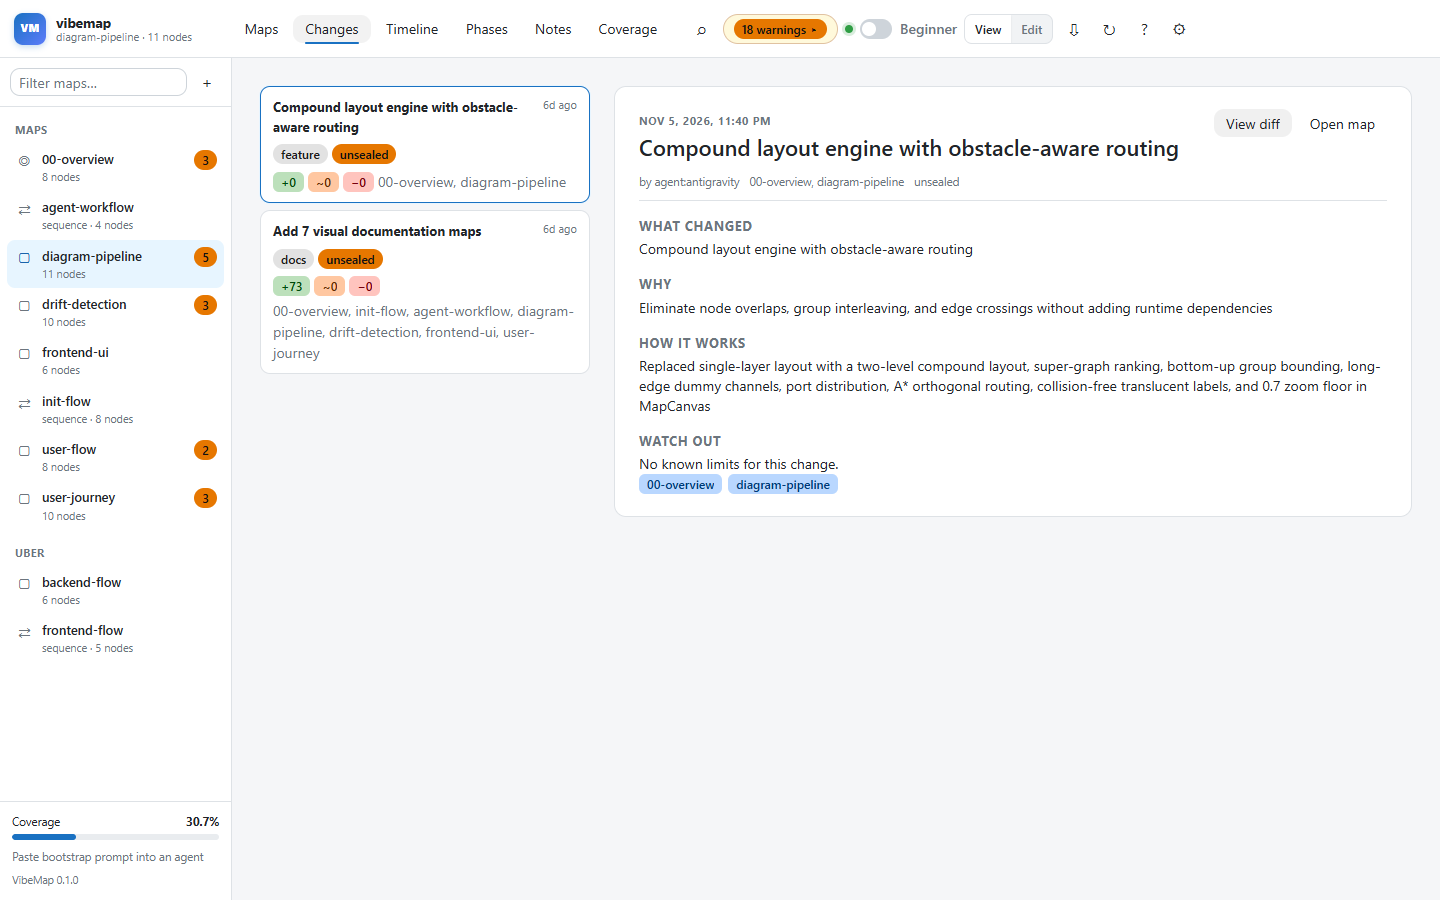 VM
vibemap
diagram-pipeline · 11 nodes
Maps
Changes
Timeline
Phases
Notes
Coverage
18 warnings
Beginner
View
Edit
?
Filter maps...
+
MAPS
00-overview
3
8 nodes
agent-workflow
sequence · 4 nodes
diagram-pipeline
5
11 nodes
drift-detection
3
10 nodes
frontend-ui
6 nodes
init-flow
sequence · 8 nodes
user-flow
2
8 nodes
user-journey
3
10 nodes
UBER
backend-flow
6 nodes
frontend-flow
sequence · 5 nodes
Coverage
30.7%
Paste bootstrap prompt into an agent
VibeMap 0.1.0
Compound layout engine with obstacle-
aware routing
6d ago
feature
unsealed
+0
~0
−0
00-overview, diagram-pipeline
Add 7 visual documentation maps
6d ago
docs
unsealed
+73
~0
−0
00-overview, init-flow, agent-workflow, diagram-
pipeline, drift-detection, frontend-ui, user-
journey
NOV 5, 2026, 11:40 PM
View diff
Open map
Compound layout engine with obstacle-aware routing
by agent:antigravity
00-overview, diagram-pipeline
unsealed
WHAT CHANGED
Compound layout engine with obstacle-aware routing
WHY
Eliminate node overlaps, group interleaving, and edge crossings without adding runtime dependencies
HOW IT WORKS
Replaced single-layer layout with a two-level compound layout, super-graph ranking, bottom-up group bounding, long-
edge dummy channels, port distribution, A* orthogonal routing, collision-free translucent labels, and 0.7 zoom floor in
MapCanvas
WATCH OUT
No known limits for this change.
00-overview
diagram-pipeline